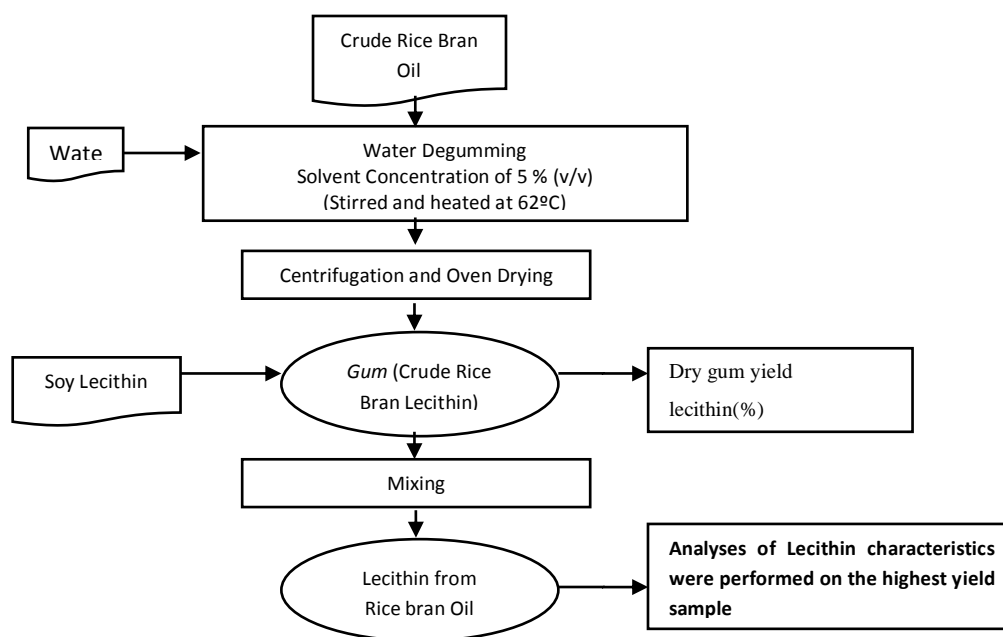 Crude Rice Bran
Oil
Wate
Water Degumming
Solvent Concentration of 5 % (v/v)
(Stirred and heated at 62ºC)
Centrifugation and Oven Drying
Soy Lecithin
Gum (Crude Rice
Bran Lecithin)
Dry gum yield
lecithin(%)
Mixing
Lecithin from
Rice bran Oil
Analyses of Lecithin characteristics
were performed on the highest yield
sample